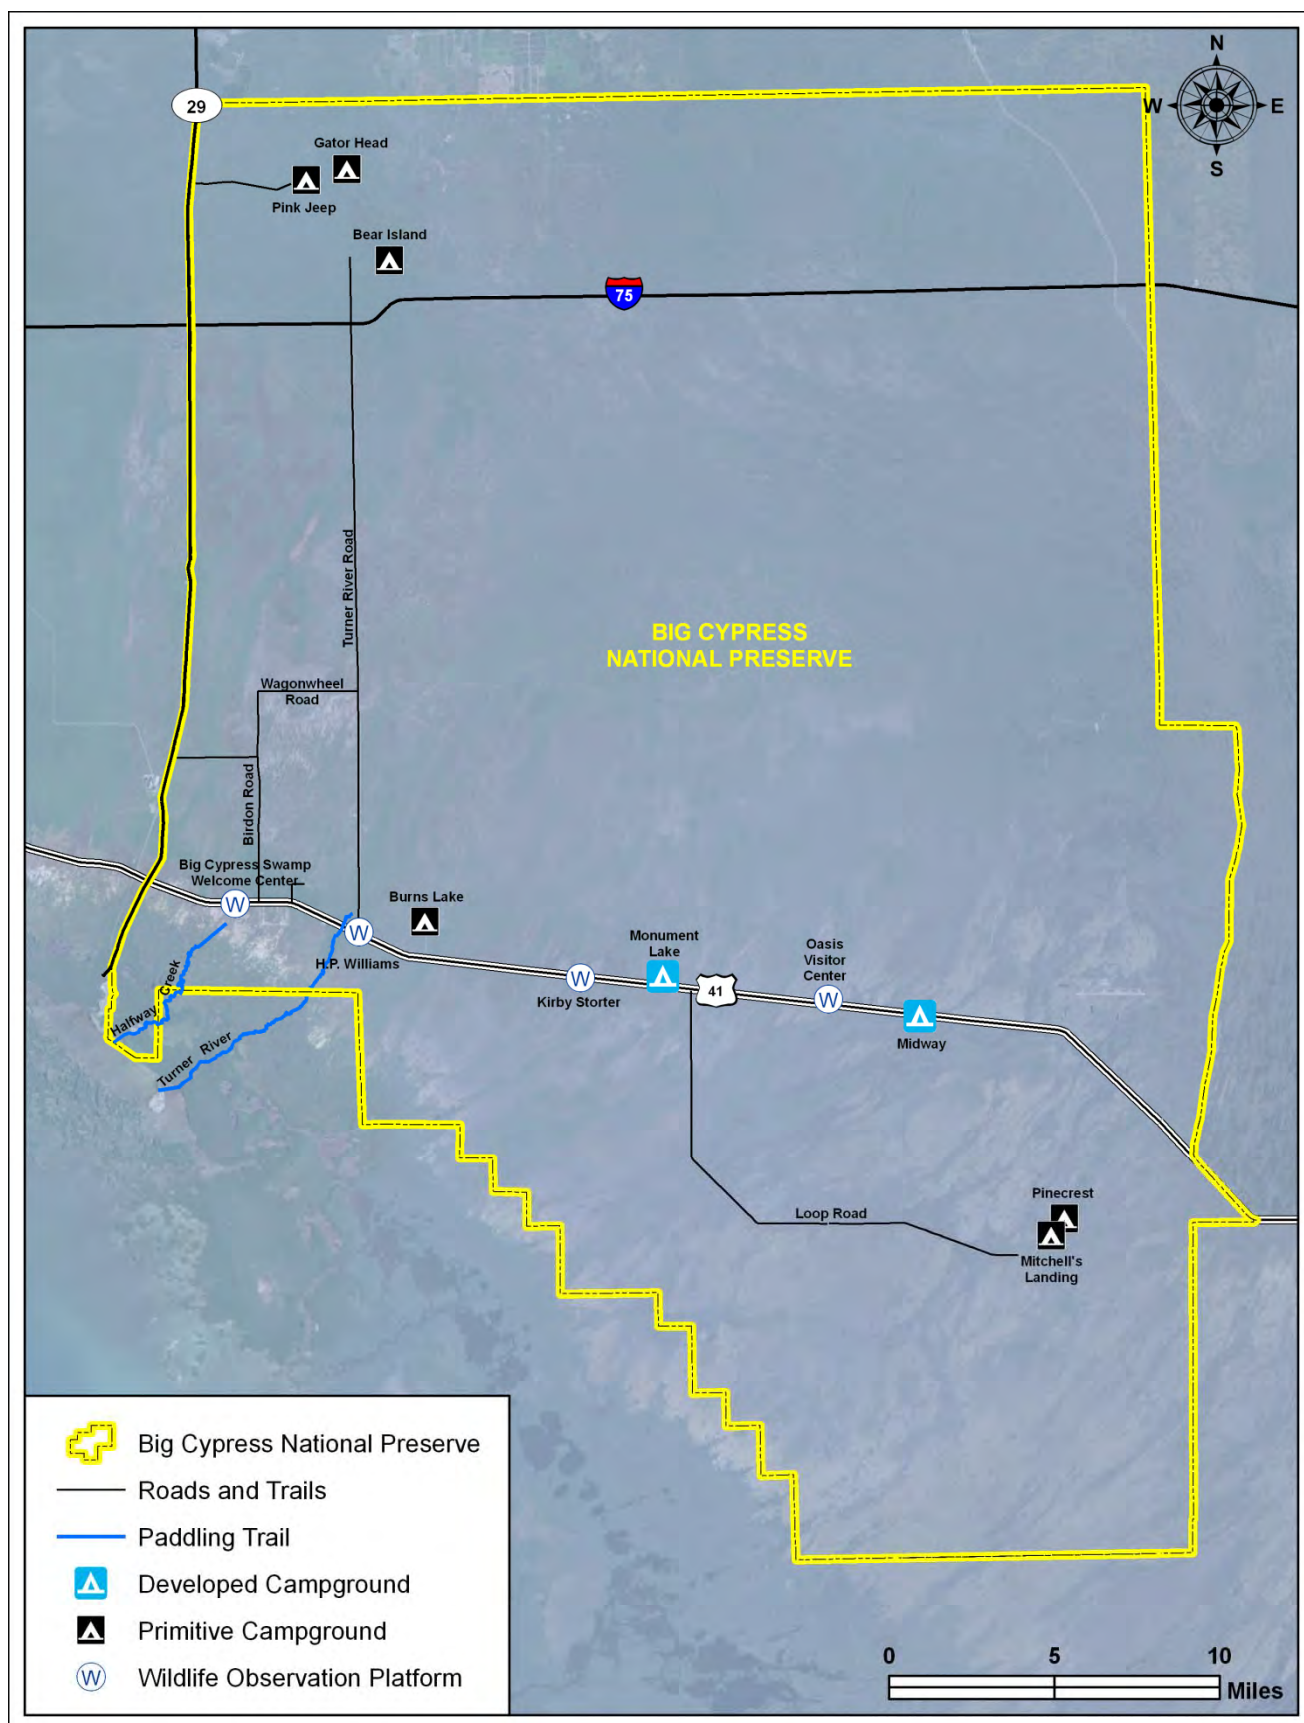 N
W E
S
29
Gator Head
Pink Jeep
Bear Island
75
Turner River Road
BIG CYPRESS
NATIONAL PRESERVE
Wagonwheel
Road
Birdon Road
Big Cypress Swamp
Welcome Center
W
Burns Lake
W
H.P. Williams
Monument
Lake
Oasis
Visitor
Center
W
Kirby Storter
41
W
Midway
Halfway Creek
Turner River
Pinecrest
Loop Road
Mitchell's
Landing
Big Cypress National Preserve
Roads and Trails
Paddling Trail
Developed Campground
Primitive Campground
W Wildlife Observation Platform
0 5 10
Miles